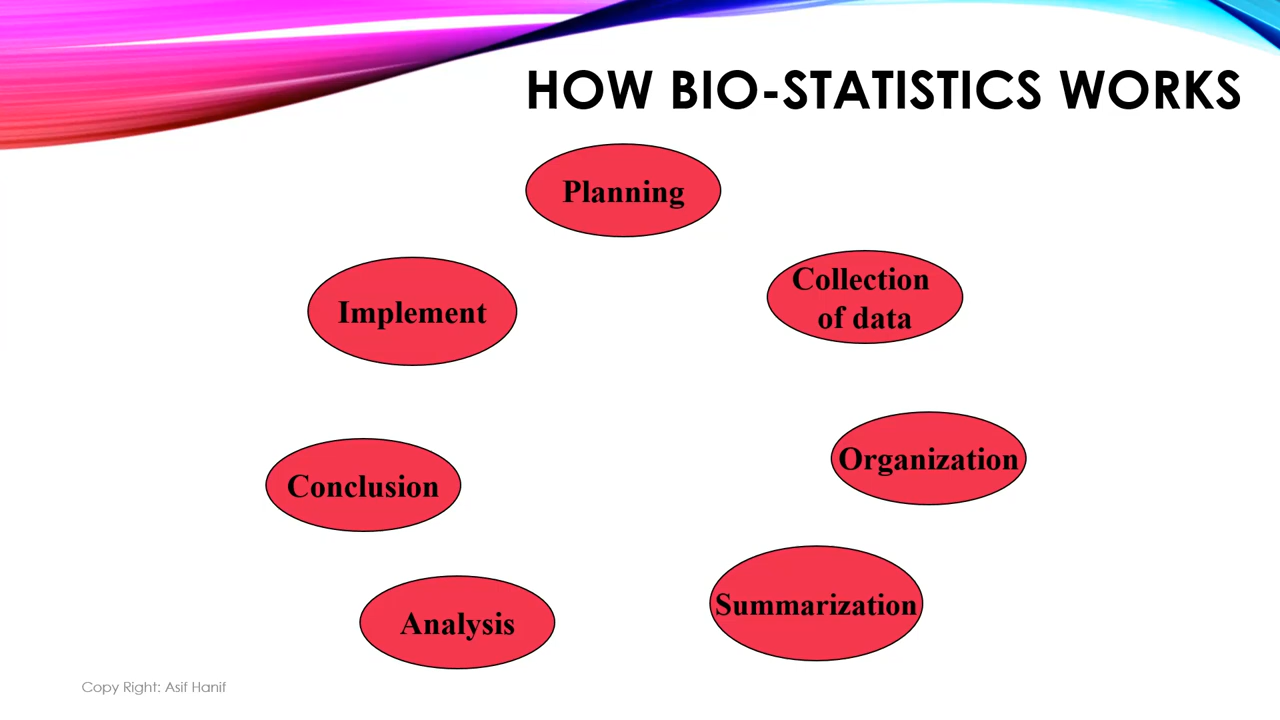 HOW BIO-STATISTICS WORKS
Planning
Collection
of data
Organization
Summarization
Analysis
Conclusion
Implement
Copy Right: Asif Hanif